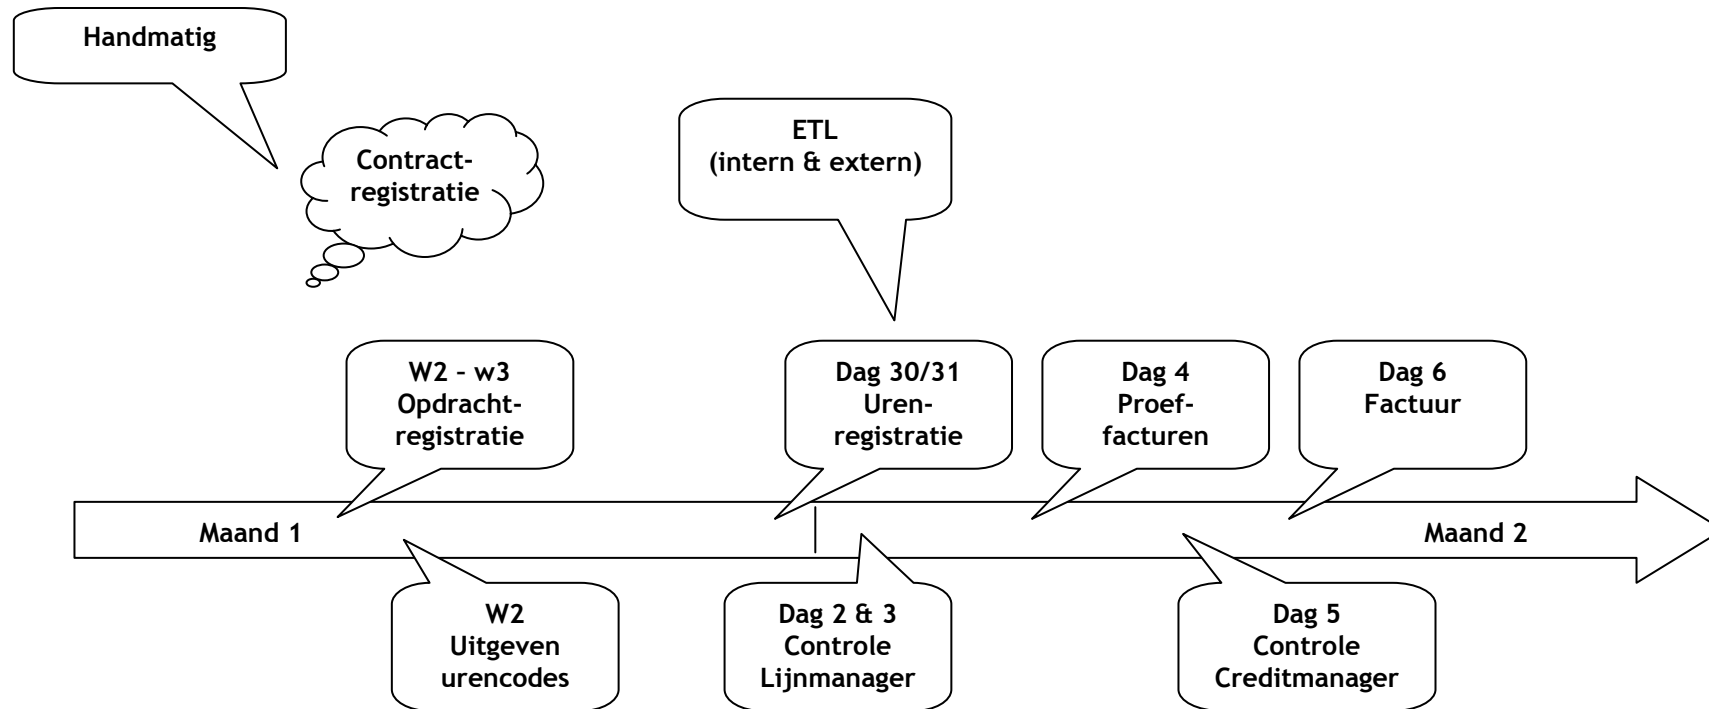 Handmatig
Contract-
registratie
ETL
(intern & extern)
W2 – w3
Opdracht-
registratie
Dag 30/31
Uren-
registratie
Dag 4
Proef-
facturen
Dag 6
Factuur
Maand 1
Maand 2
W2
Uitgeven
urencodes
Dag 2 & 3
Controle
Lijnmanager
Dag 5
Controle
Creditmanager